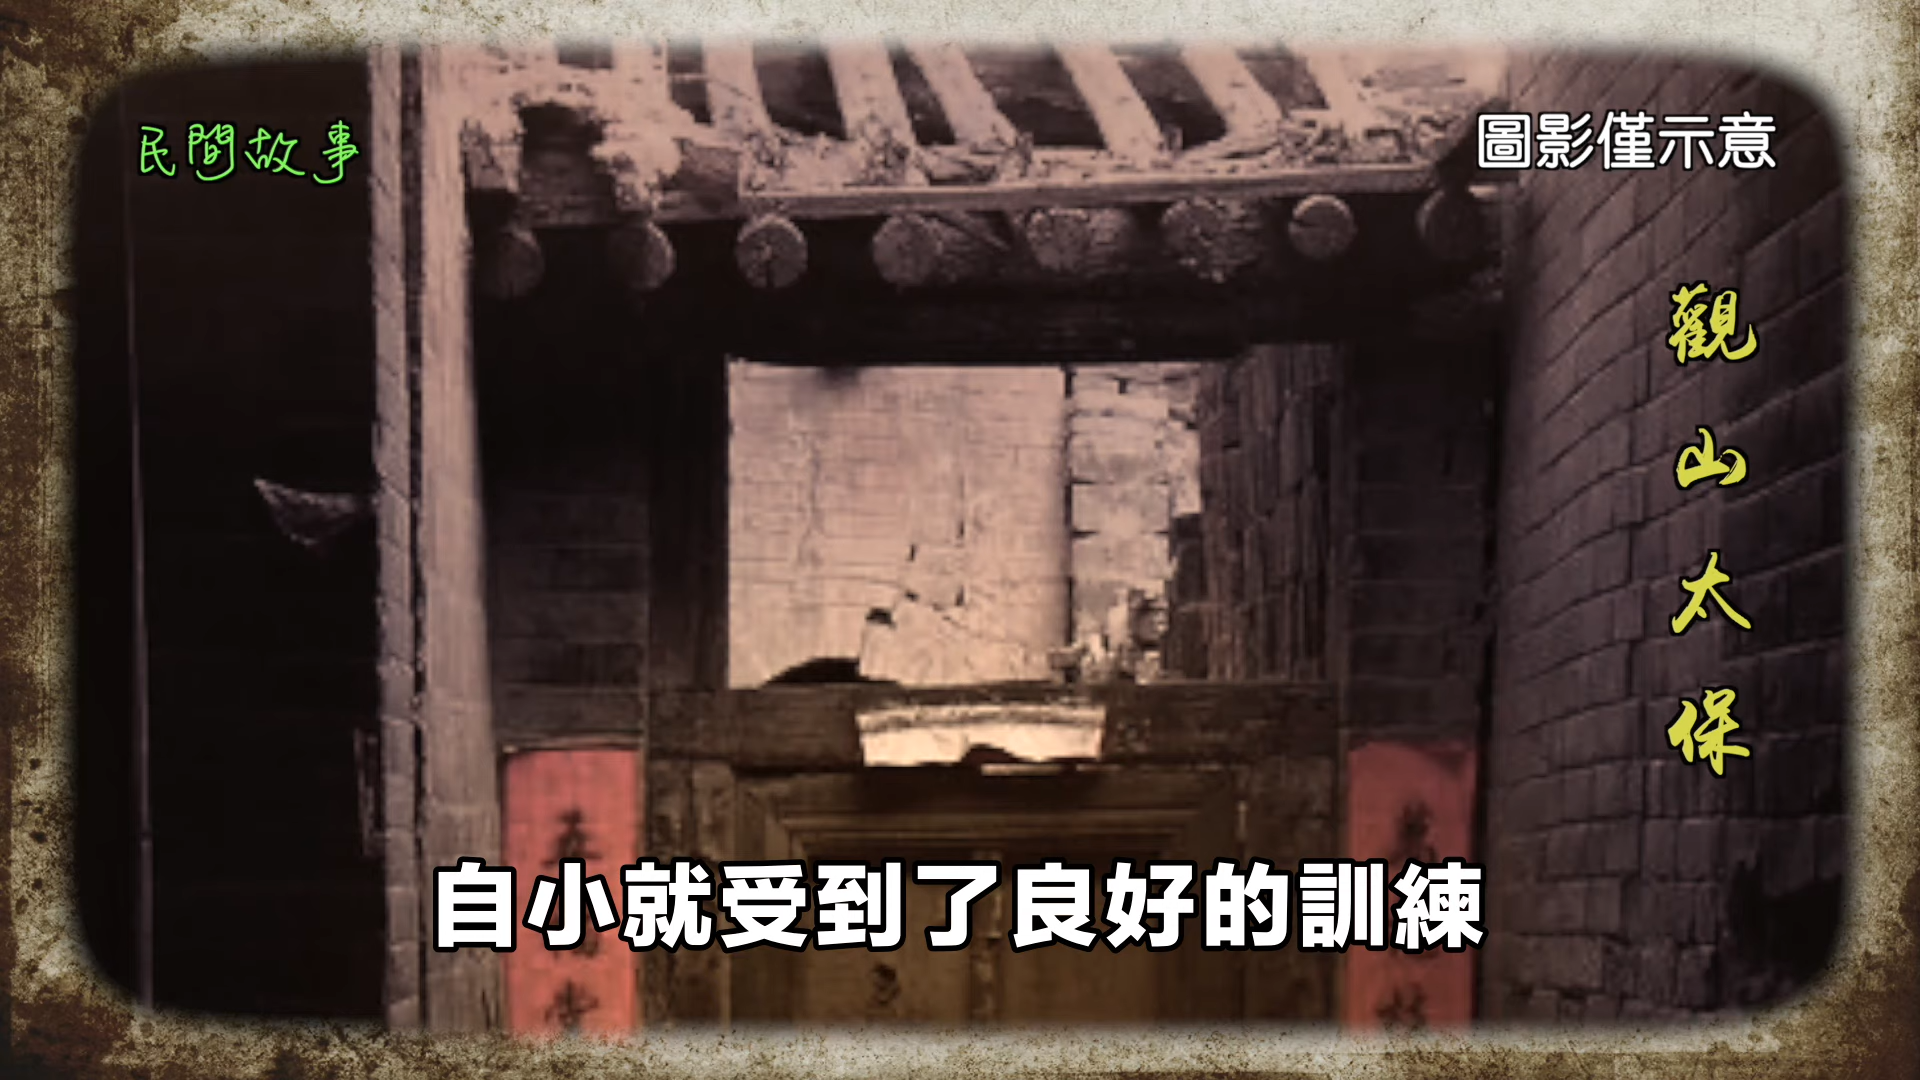 民間故事
圖影僅示意
觀山太保
自小就受到了良好的訓練